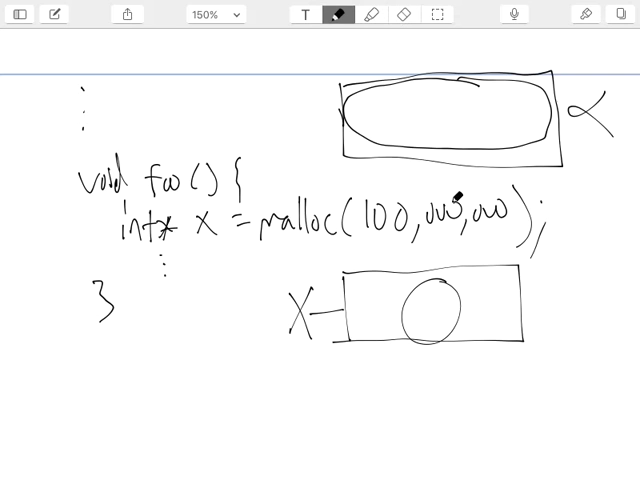 150%
T
α
void foo() {
int* x = malloc(100,000,000);
⋮
}
X